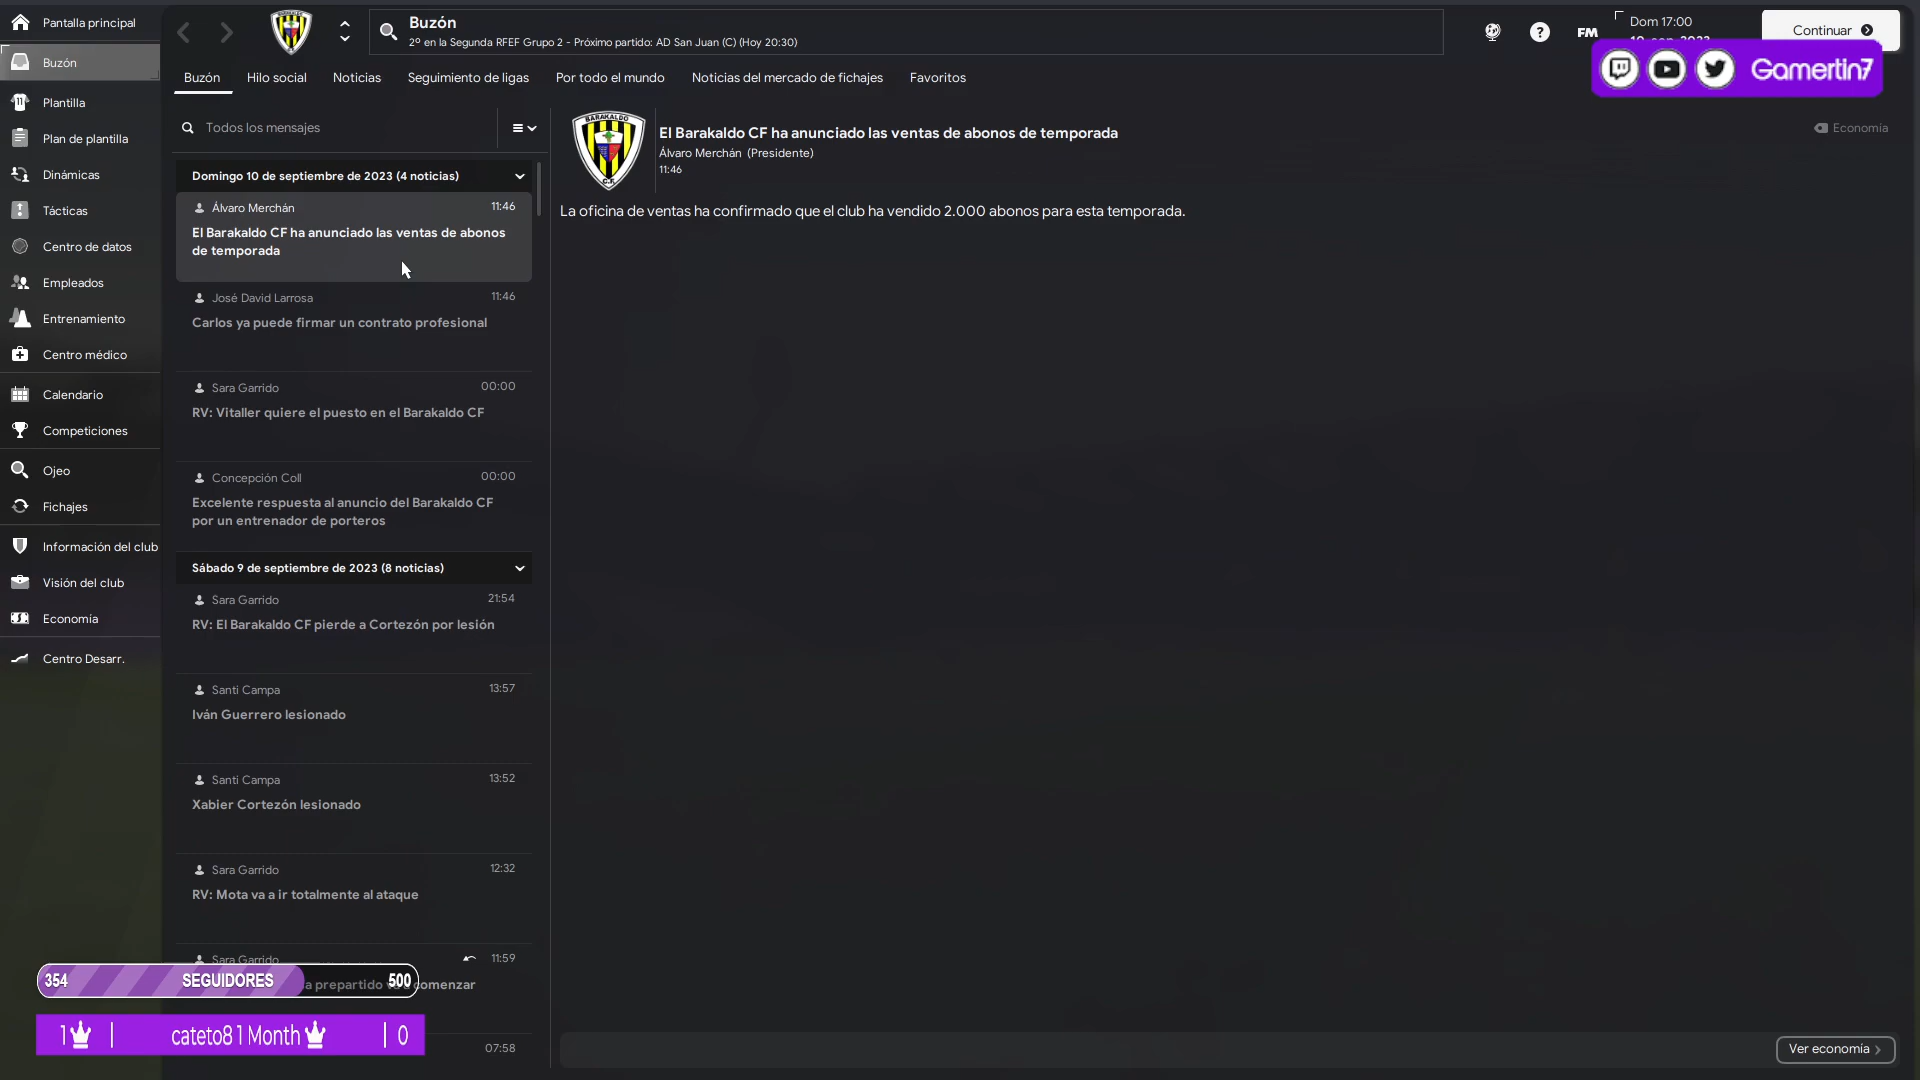 Pantalla principal
Buzón
Plantilla
Plan de plantilla
Dinámicas
Tácticas
Centro de datos
Empleados
Entrenamiento
Centro médico
Calendario
Competiciones
Ojeo
Fichajes
Información del club
Visión del club
Economía
Centro Desarr.
Buzón
2º en la Segunda RFEF Grupo 2 - Próximo partido: AD San Juan (C) (Hoy 20:30)
FM
Dom 17:00
Continuar
Gamertin7
Buzón Hilo social Noticias Seguimiento de ligas Por todo el mundo Noticias del mercado de fichajes Favoritos
Todos los mensajes
Domingo 10 de septiembre de 2023 (4 noticias)
Álvaro Merchán 11:46
El Barakaldo CF ha anunciado las ventas de abonos
de temporada
José David Larrosa 11:46
Carlos ya puede firmar un contrato profesional
Sara Garrido 00:00
RV: Vitaller quiere el puesto en el Barakaldo CF
Concepción Coll 00:00
Excelente respuesta al anuncio del Barakaldo CF
por un entrenador de porteros
Sábado 9 de septiembre de 2023 (8 noticias)
Sara Garrido 21:54
RV: El Barakaldo CF pierde a Cortezón por lesión
Santi Campa 13:57
Iván Guerrero lesionado
Santi Campa 13:52
Xabier Cortezón lesionado
Sara Garrido 12:32
RV: Mota va a ir totalmente al ataque
Sara Garrido 11:59
a prepartido comenzar
07:58
354 SEGUIDORES 500
1 cateto8 1 Month 0
BARAKALDO
C.F.
El Barakaldo CF ha anunciado las ventas de abonos de temporada
Álvaro Merchán (Presidente)
11:46
Economía
La oficina de ventas ha confirmado que el club ha vendido 2.000 abonos para esta temporada.
Ver economía